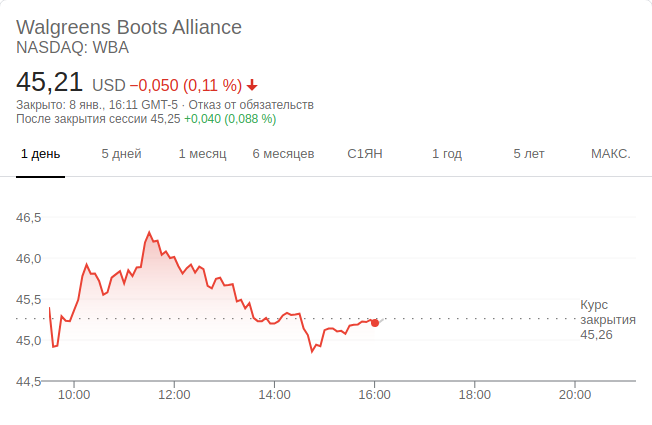 Walgreens Boots Alliance
NASDAQ: WBA
45,21 USD −0,050 (0,11 %)
Закрыто: 8 янв., 16:11 GMT-5 · Отказ от обязательств
После закрытия сессии 45,25 +0,040 (0,088 %)
1 день 5 дней 1 месяц 6 месяцев С1ЯН 1 год 5 лет МАКС.
46,5
46,0
45,5
45,0
44,5
Курс
закрытия
45,26
10:00 12:00 14:00 16:00 18:00 20:00